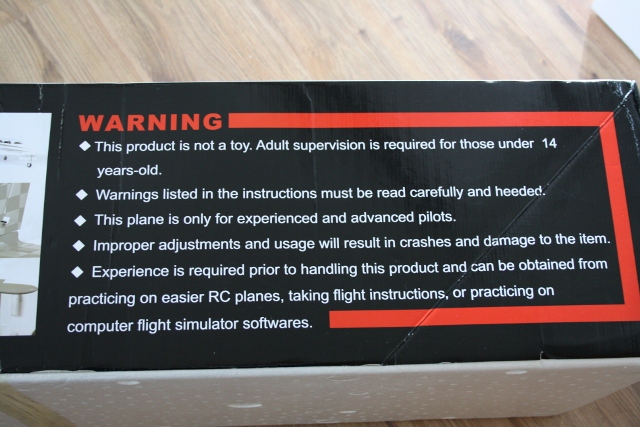 WARNING
◆ This product is not a toy. Adult supervision is required for those under 14
years-old.
◆ Warnings listed in the instructions must be read carefully and heeded.
◆ This plane is only for experienced and advanced pilots.
◆ Improper adjustments and usage will result in crashes and damage to the item.
◆ Experience is required prior to handling this product and can be obtained from
practicing on easier RC planes, taking flight instructions, or practicing on
computer flight simulator softwares.